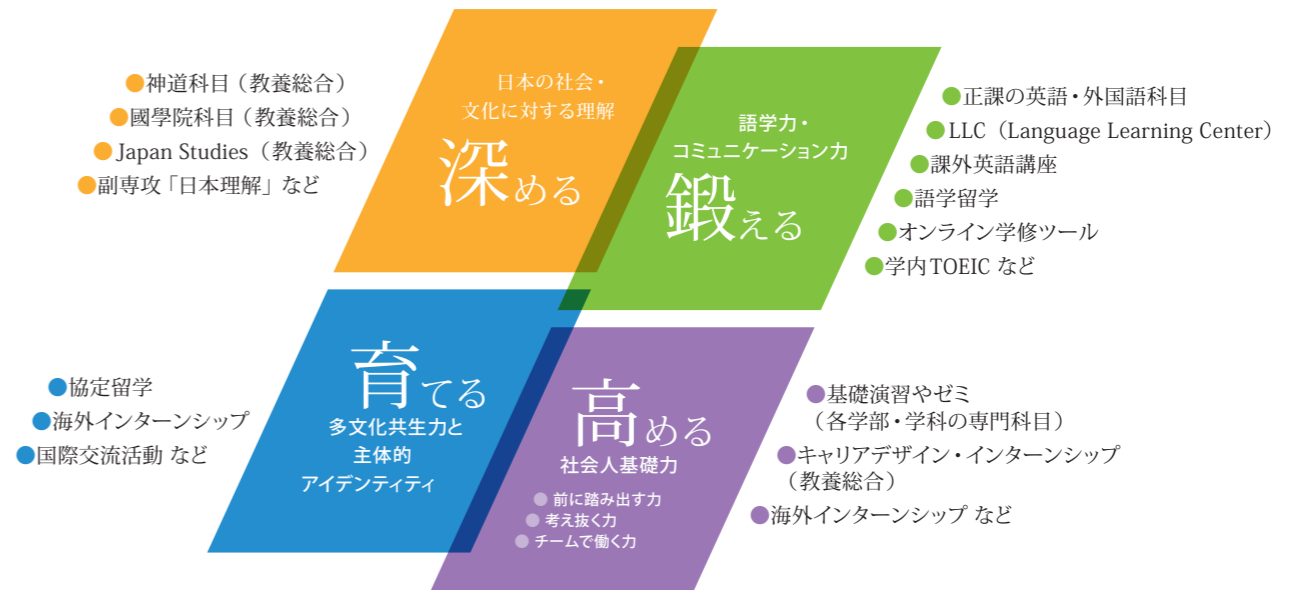 日本の社会・
文化に対する理解
深める
●神道科目（教養総合）
●國學院科目（教養総合）
●Japan Studies（教養総合）
●副専攻「日本理解」など
語学力・
コミュニケーション力
鍛える
●正課の英語・外国語科目
●LLC（Language Learning Center）
●課外英語講座
●語学留学
●オンライン学修ツール
●学内TOEIC など
育てる
多文化共生力と
主体的
アイデンティティ
●協定留学
●海外インターンシップ
●国際交流活動 など
高める
社会人基礎力
●前に踏み出す力
●考え抜く力
●チームで働く力
●基礎演習やゼミ
（各学部・学科の専門科目）
●キャリアデザイン・インターンシップ
（教養総合）
●海外インターンシップ など